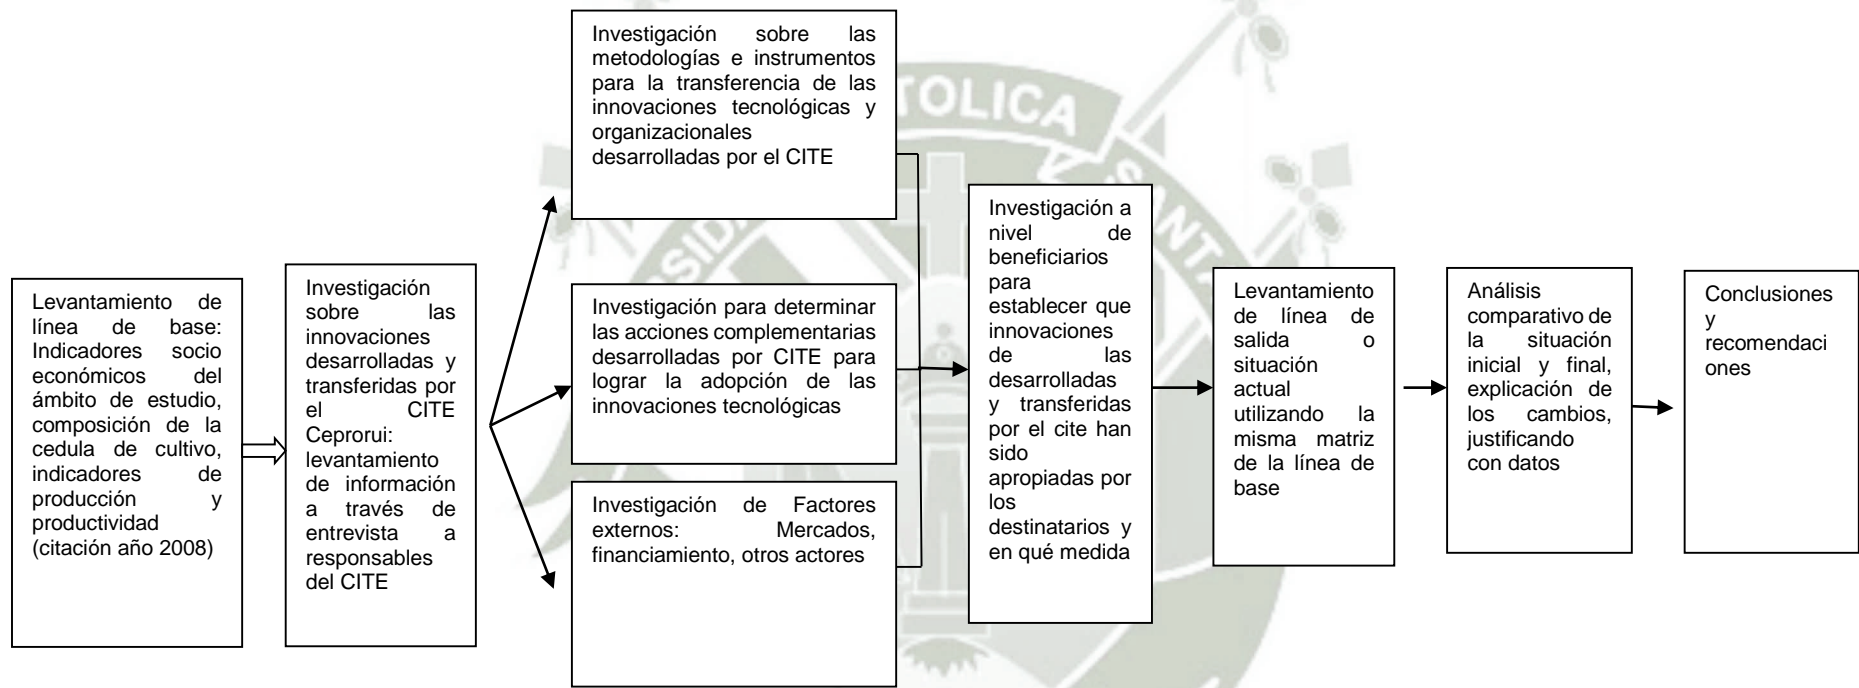 Levantamiento de
línea de base:
Indicadores socio
económicos del
ámbito de estudio,
composición de la
cedula de cultivo,
indicadores de
producción y
productividad
(citación año 2008)
Investigación
sobre las
innovaciones
desarrolladas y
transferidas por
el CITE
Ceprorui:
levantamiento
de información
a través de
entrevista a
responsables
del CITE
Investigación sobre las
metodologías e instrumentos
para la transferencia de las
innovaciones tecnológicas y
organizacionales
desarrolladas por el CITE
Investigación para determinar
las acciones complementarias
desarrolladas por CITE para
lograr la adopción de las
innovaciones tecnológicas
Investigación de Factores
externos: Mercados,
financiamiento, otros actores
Investigación a
nivel de
beneficiarios
para
establecer que
innovaciones
de las
desarrolladas
y transferidas
por el cite han
sido
apropiadas por
los
destinatarios y
en qué medida
Levantamiento
de línea de
salida o
situación
actual
utilizando la
misma matriz
de la línea de
base
Análisis
comparativo de
la situación
inicial y final,
explicación de
los cambios,
justificando
con datos
Conclusiones
y
recomendaci
ones
SIDA
TOLICA
SANTA